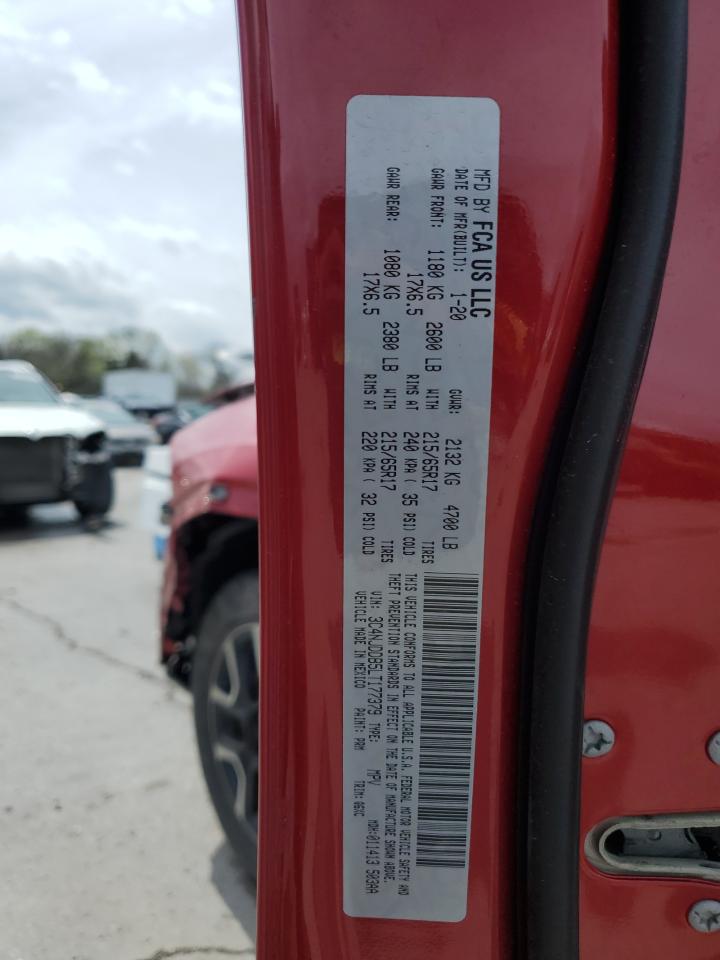 MFD BY FCA US LLC
DATE OF MFR(BUILT): 1-20 GVWR: 2132 KG 4700 LB
GAWR FRONT: 1180 KG 2600 LB WITH 215/65R17 TIRES
17X6.5 RIMS AT 240 KPA ( 35 PSI) COLD
GAWR REAR: 1080 KG 2380 LB WITH 215/65R17 TIRES
17X6.5 RIMS AT 220 KPA ( 32 PSI) COLD
THIS VEHICLE CONFORMS TO ALL APPLICABLE U.S.A. FEDERAL MOTOR VEHICLE SAFETY AND
THEFT PREVENTION STANDARDS IN EFFECT ON THE DATE OF MANUFACTURE SHOWN ABOVE.
VIN: 3C4NJDDB5LT177379 TYPE: MPV MDH:011413 503AA
VEHICLE MADE IN MEXICO PAINT: PRM TRIM: